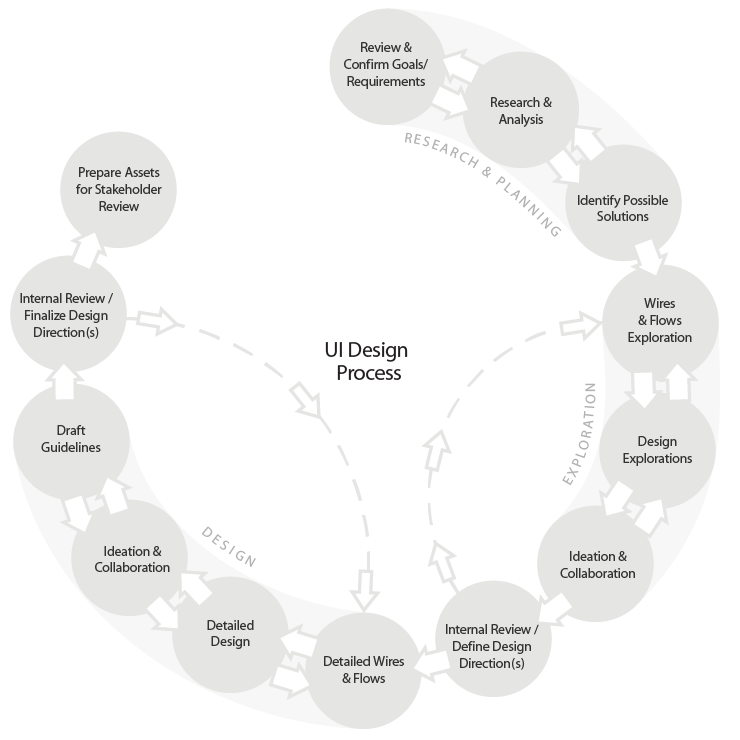 Review &
Confirm Goals/
Requirements
Research &
Analysis
RESEARCH & PLANNING
Identify Possible
Solutions
Wires
& Flows
Exploration
EXPLORATION
Design
Explorations
Ideation &
Collaboration
Internal Review /
Define Design
Direction(s)
Detailed Wires
& Flows
Detailed
Design
DESIGN
Ideation &
Collaboration
Draft
Guidelines
Internal Review /
Finalize Design
Direction(s)
Prepare Assets
for Stakeholder
Review
UI Design
Process